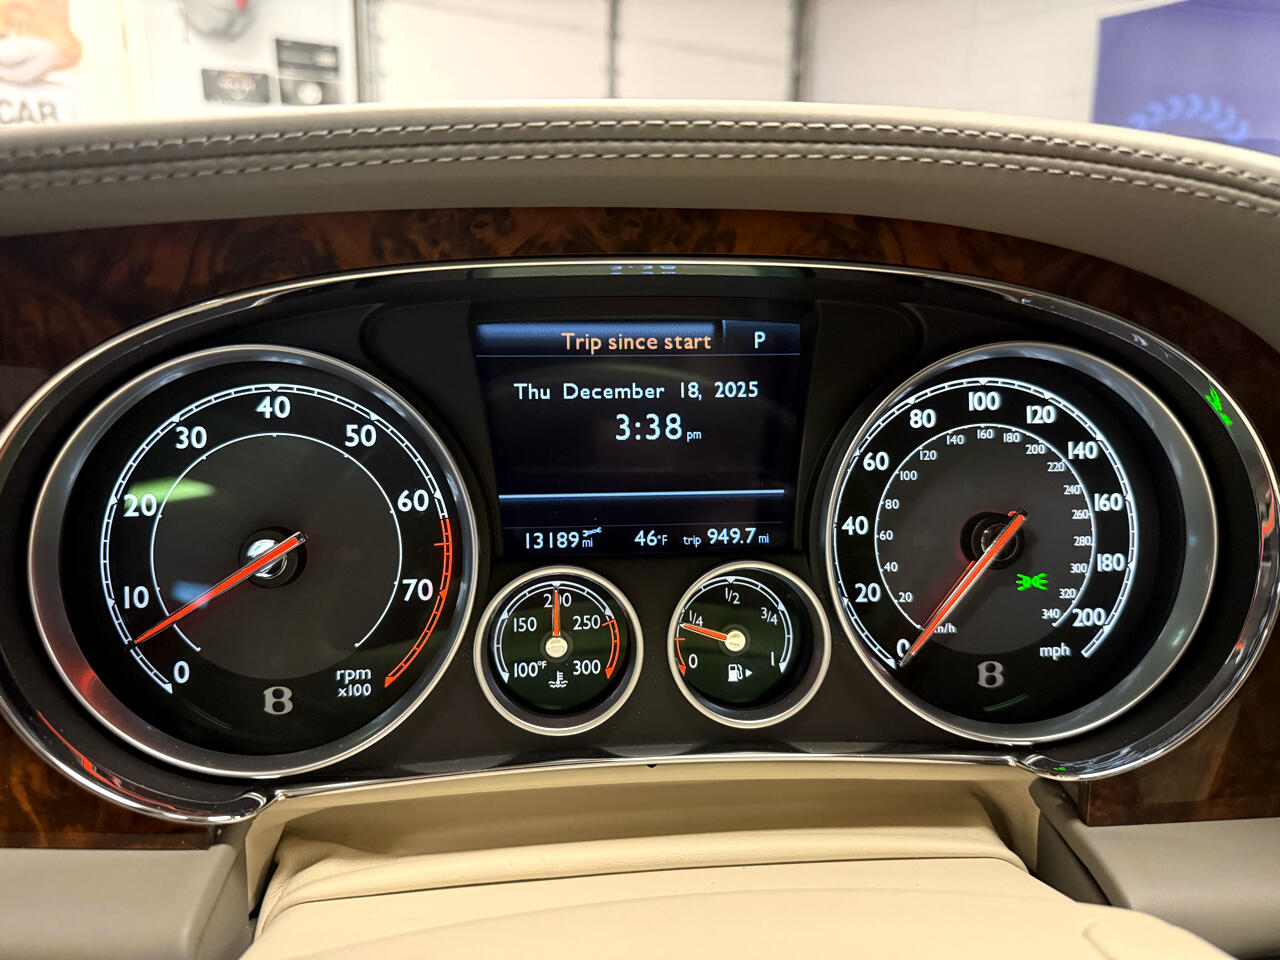 CAR
Trip since start P
Thu December 18, 2025
3:38 pm
13189 mi 46°F trip 949.7 mi
0 10 20 30 40 50 60 70
rpm
x100
B
100°F 150 200 250 300
0 1/4 1/2 3/4 1
0 20 40 60 80 100 120 140 160 180 200
mph
20 40 60 80 100 120 140 160 180 200 220 240 260 280 300 320 340
B